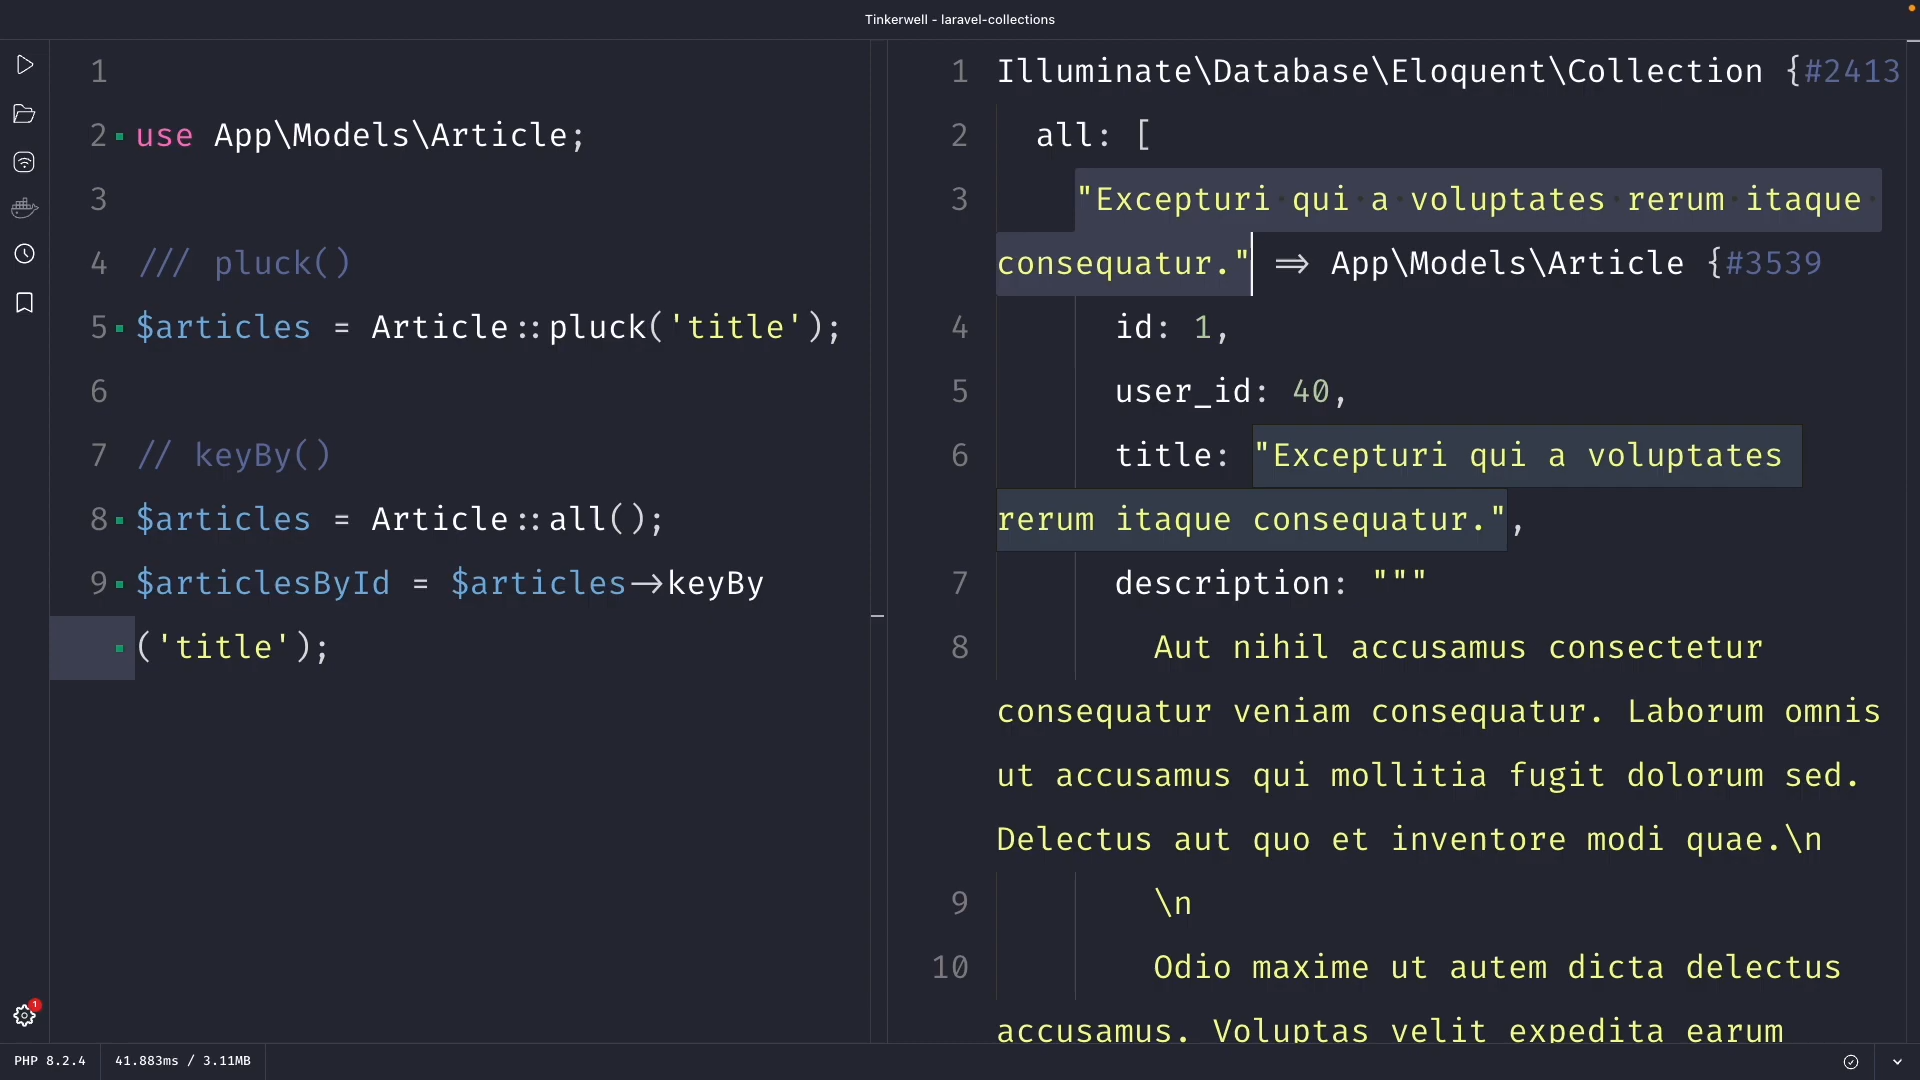 Tinkerwell - laravel-collections
1
2 use App\Models\Article;
3
4 /// pluck()
5 $articles = Article::pluck('title');
6
7 // keyBy()
8 $articles = Article::all();
9 $articlesById = $articles->keyBy
('title');
1 Illuminate\Database\Eloquent\Collection {#2413
2 all: [
3 "Excepturi qui a voluptates rerum itaque
consequatur." => App\Models\Article {#3539
4 id: 1,
5 user_id: 40,
6 title: "Excepturi qui a voluptates
rerum itaque consequatur.",
7 description: """
8 Aut nihil accusamus consectetur
consequatur veniam consequatur. Laborum omnis
ut accusamus qui mollitia fugit dolorum sed.
Delectus aut quo et inventore modi quae.\n
9 \n
10 Odio maxime ut autem dicta delectus
accusamus. Voluptas velit expedita earum
1
PHP 8.2.4
41.883ms / 3.11MB